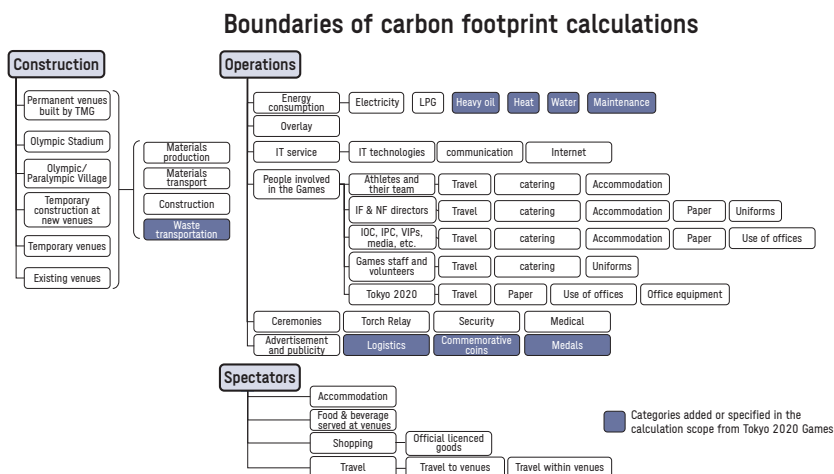 Boundaries of carbon footprint calculations
Construction
Permanent venues
built by TMG
Olympic Stadium
Olympic/
Paralympic Village
Temporary
construction at
new venues
Temporary venues
Existing venues
Materials
production
Materials
transport
Construction
Waste
transportation
Operations
Energy
consumption
Electricity
LPG
Heavy oil
Heat
Water
Maintenance
Overlay
IT service
IT technologies
communication
Internet
People involved
in the Games
Athletes and
their team
Travel
catering
Accommodation
IF & NF directors
Travel
catering
Accommodation
Paper
Uniforms
IOC, IPC, VIPs,
media, etc.
Travel
catering
Accommodation
Paper
Use of offices
Games staff and
volunteers
Travel
catering
Uniforms
Tokyo 2020
Travel
Paper
Use of offices
Office equipment
Ceremonies
Torch Relay
Security
Medical
Advertisement
and publicity
Logistics
Commemorative
coins
Medals
Spectators
Accommodation
Food & beverage
served at venues
Shopping
Official licenced
goods
Travel
Travel to venues
Travel within venues
Categories added or specified in the
calculation scope from Tokyo 2020 Games